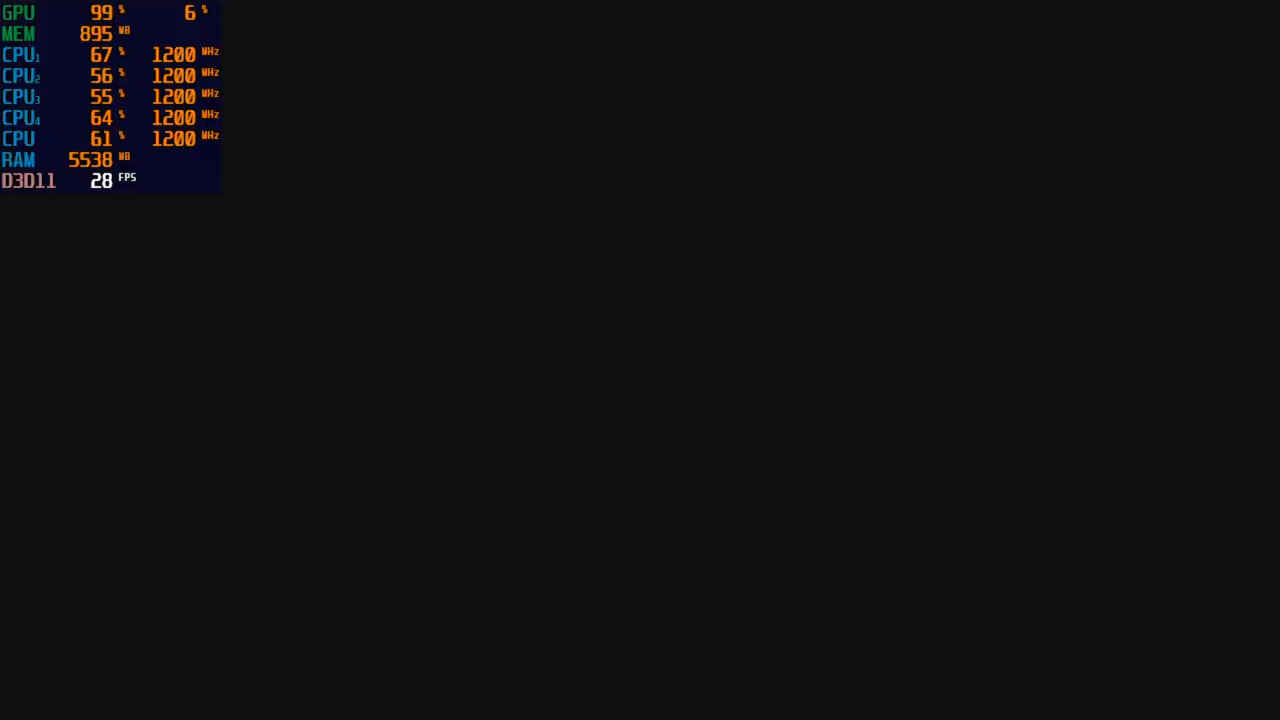 GPU 99 % 6 %
MEM 895 MB
CPU1 67 % 1200 MHz
CPU2 56 % 1200 MHz
CPU3 55 % 1200 MHz
CPU4 64 % 1200 MHz
CPU 61 % 1200 MHz
RAM 5538 MB
D3D11 28 FPS